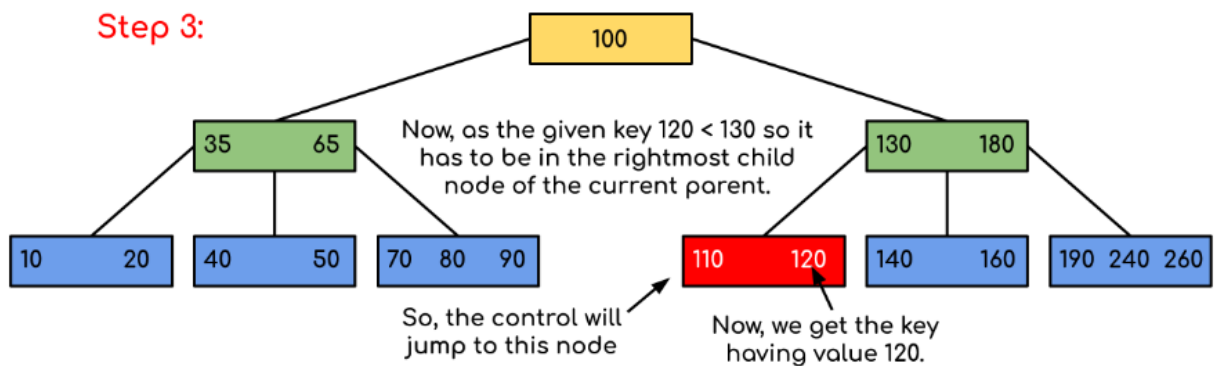 Step 3:
100
35 65
Now, as the given key 120 < 130 so it
has to be in the rightmost child
node of the current parent.
130 180
10 20
40 50
70 80 90
110 120
140 160
190 240 260
So, the control will
jump to this node
Now, we get the key
having value 120.